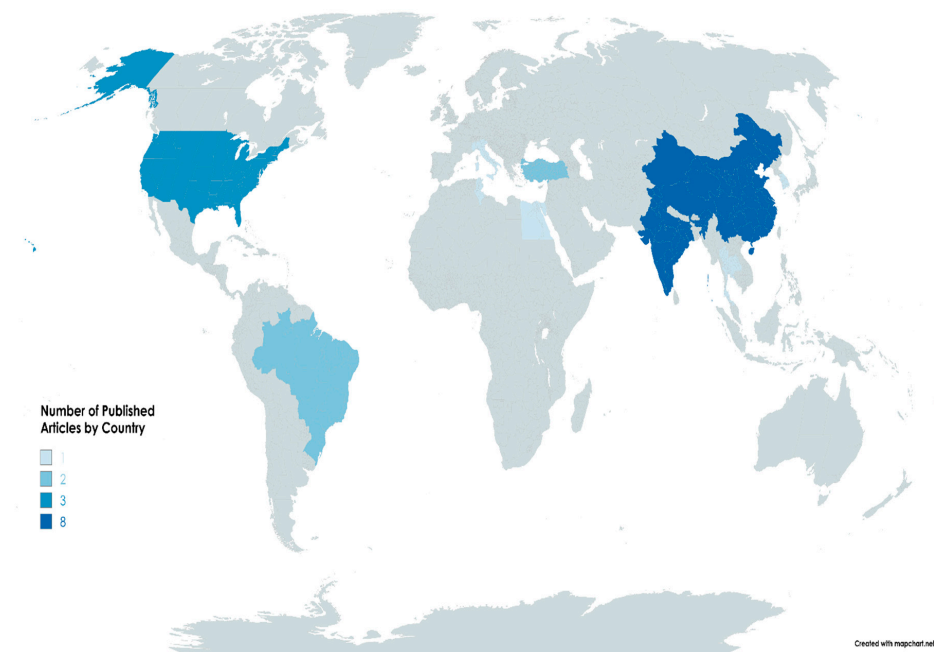 Number of Published
Articles by Country
1
2
3
8
Created with mapchart.net